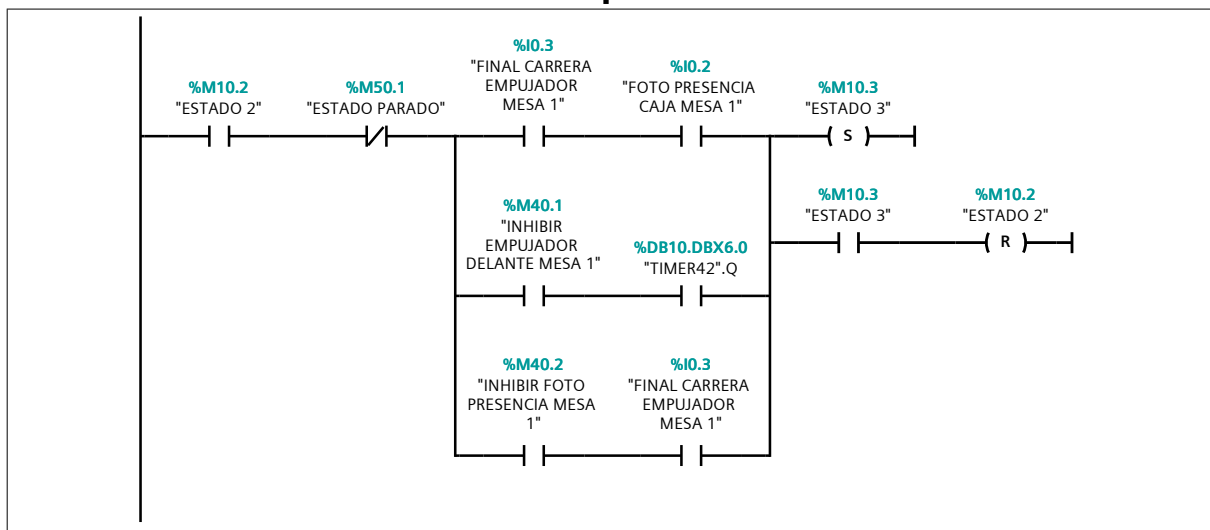 %M10.2
"ESTADO 2"
%M50.1
"ESTADO PARADO"
%I0.3
"FINAL CARRERA
EMPUJADOR
MESA 1"
%I0.2
"FOTO PRESENCIA
CAJA MESA 1"
%M10.3
"ESTADO 3"
S
%M10.3
"ESTADO 3"
%M10.2
"ESTADO 2"
R
%M40.1
"INHIBIR
EMPUJADOR
DELANTE MESA 1"
%DB10.DBX6.0
"TIMER42".Q
%M40.2
"INHIBIR FOTO
PRESENCIA MESA
1"
%I0.3
"FINAL CARRERA
EMPUJADOR
MESA 1"